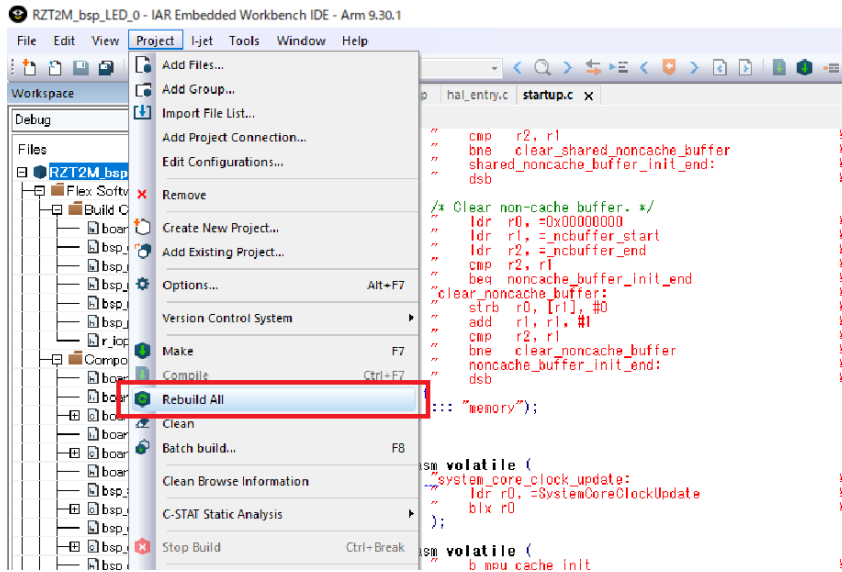 RZT2M_bsp_LED_0 - IAR Embedded Workbench IDE - Arm 9.30.1
File Edit View Project I-jet Tools Window Help
Workspace
Debug
Files
RZT2M_bsp
Flex Softw
Build C
boar
bsp_
bsp_
bsp_
bsp_
bsp_
r_iop
Compo
boar
boar
boar
boar
boar
bsp_
bsp_
bsp_
bsp_
Add Files...
Add Group...
Import File List...
Add Project Connection...
Edit Configurations...
Remove
Create New Project...
Add Existing Project...
Options... Alt+F7
Version Control System
Make F7
Compile Ctrl+F7
Rebuild All
Clean
Batch build... F8
Clean Browse Information
C-STAT Static Analysis
Stop Build Ctrl+Break
p hal_entry.c startup.c x
" cmp r2, r1
" bne clear_shared_noncache_buffer
" shared_noncache_buffer_init_end:
" dsb
/* Clear non-cache buffer. */
" ldr r0, =0x00000000
" ldr r1, =_ncbuffer_start
" ldr r2, =_ncbuffer_end
" cmp r2, r1
" beq noncache_buffer_init_end
"clear_noncache_buffer:
" strb r0, [r1], #0
" add r1, r1, #1
" cmp r2, r1
" bne clear_noncache_buffer
" noncache_buffer_init_end:
" dsb
::: "memory");
asm volatile (
"system_core_clock_update:
" ldr r0, =SystemCoreClockUpdate
" blx r0
);
asm volatile (
" b mpu_cache_init